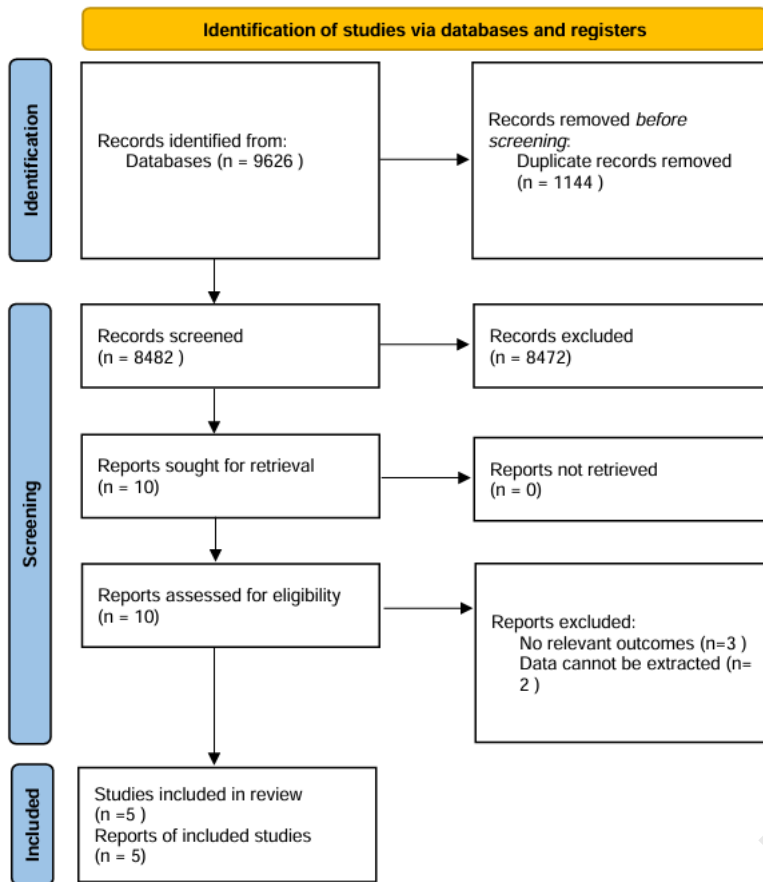 Identification of studies via databases and registers
Identification
Records identified from:
Databases (n = 9626 )
Records removed before
screening:
Duplicate records removed
(n = 1144 )
Screening
Records screened
(n = 8482 )
Records excluded
(n = 8472)
Reports sought for retrieval
(n = 10)
Reports not retrieved
(n = 0)
Reports assessed for eligibility
(n = 10)
Reports excluded:
No relevant outcomes (n=3 )
Data cannot be extracted (n=
2 )
Included
Studies included in review
(n =5 )
Reports of included studies
(n = 5)